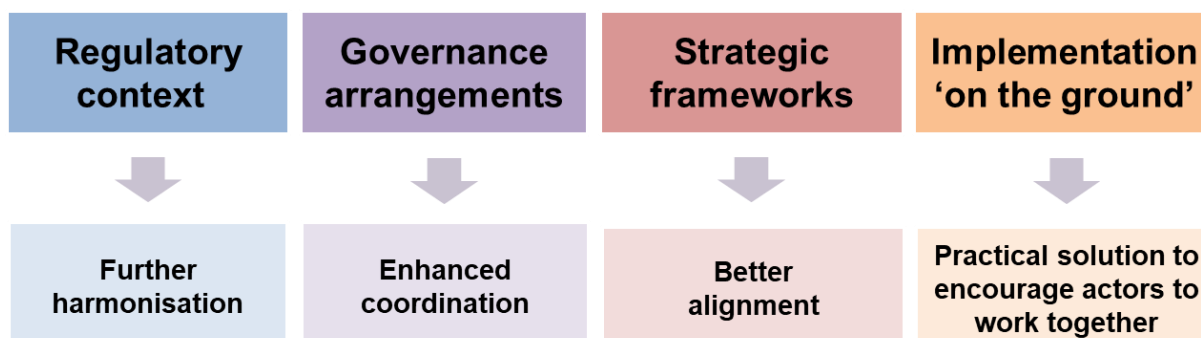 Regulatory
context
Governance
arrangements
Strategic
frameworks
Implementation
‘on the ground’
Further
harmonisation
Enhanced
coordination
Better
alignment
Practical solution to
encourage actors to
work together